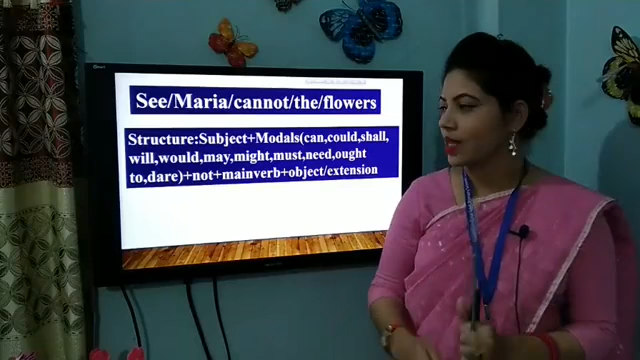 See/Maria/cannot/the/flowers
Structure:Subject+Modals(can,could,shall,
will,would,may,might,must,need,ought
to,dare)+not+mainverb+object/extension